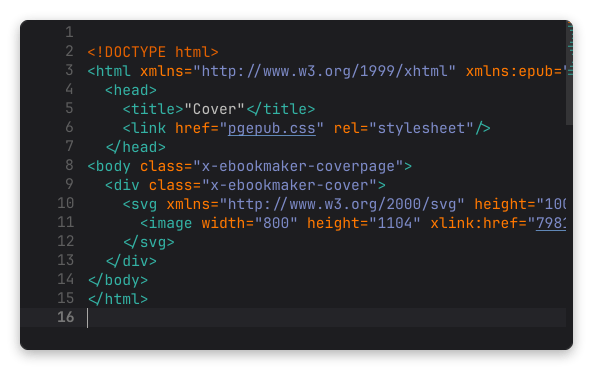 1
2 <!DOCTYPE html>
3 <html xmlns="http://www.w3.org/1999/xhtml" xmlns:epub="
4   <head>
5     <title>"Cover"</title>
6     <link href="pgepub.css" rel="stylesheet"/>
7   </head>
8 <body class="x-ebookmaker-coverpage">
9   <div class="x-ebookmaker-cover">
10     <svg xmlns="http://www.w3.org/2000/svg" height="100
11       <image width="800" height="1104" xlink:href="7981
12     </svg>
13   </div>
14 </body>
15 </html>
16